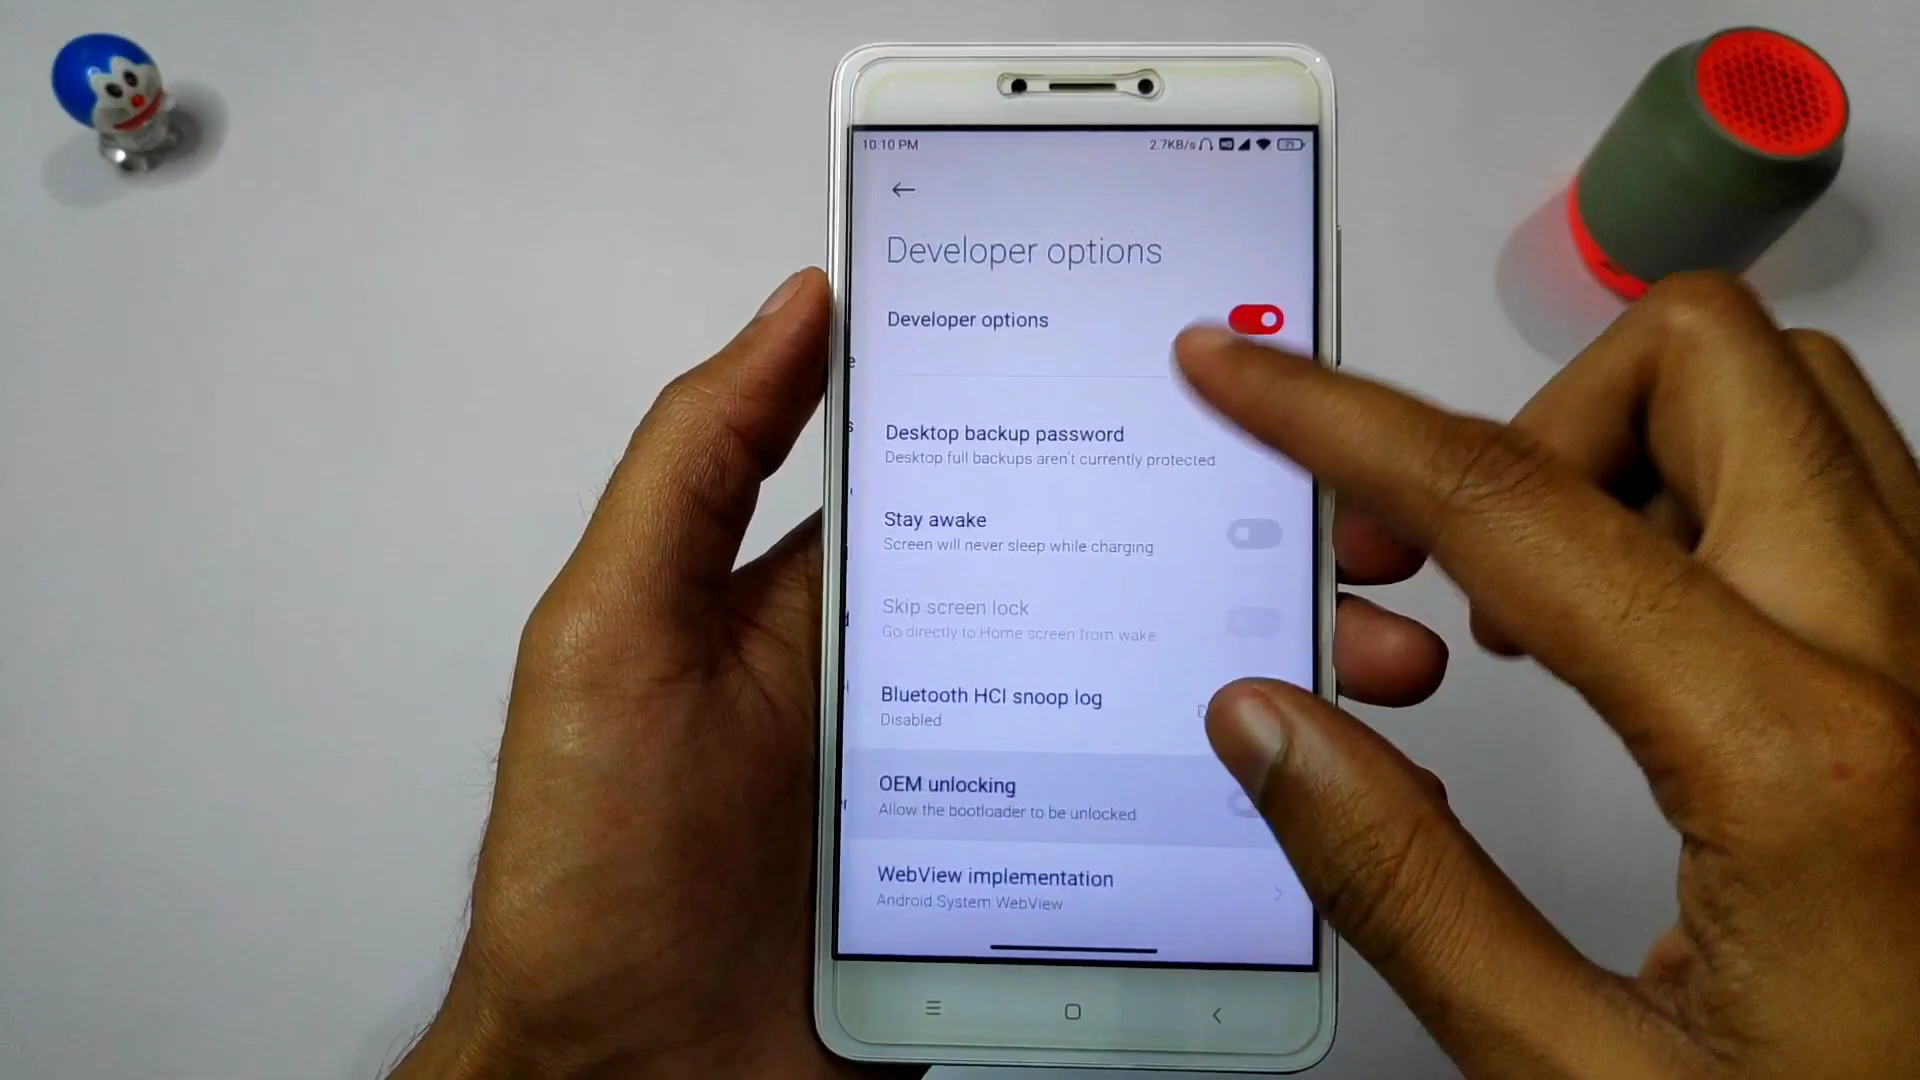 10:10 PM 2.7KB/s HD 71
Developer options
Developer options
Desktop backup password
Desktop full backups aren't currently protected
Stay awake
Screen will never sleep while charging
Skip screen lock
Go directly to Home screen from wake
Bluetooth HCI snoop log
Disabled
OEM unlocking
Allow the bootloader to be unlocked
WebView implementation
Android System WebView